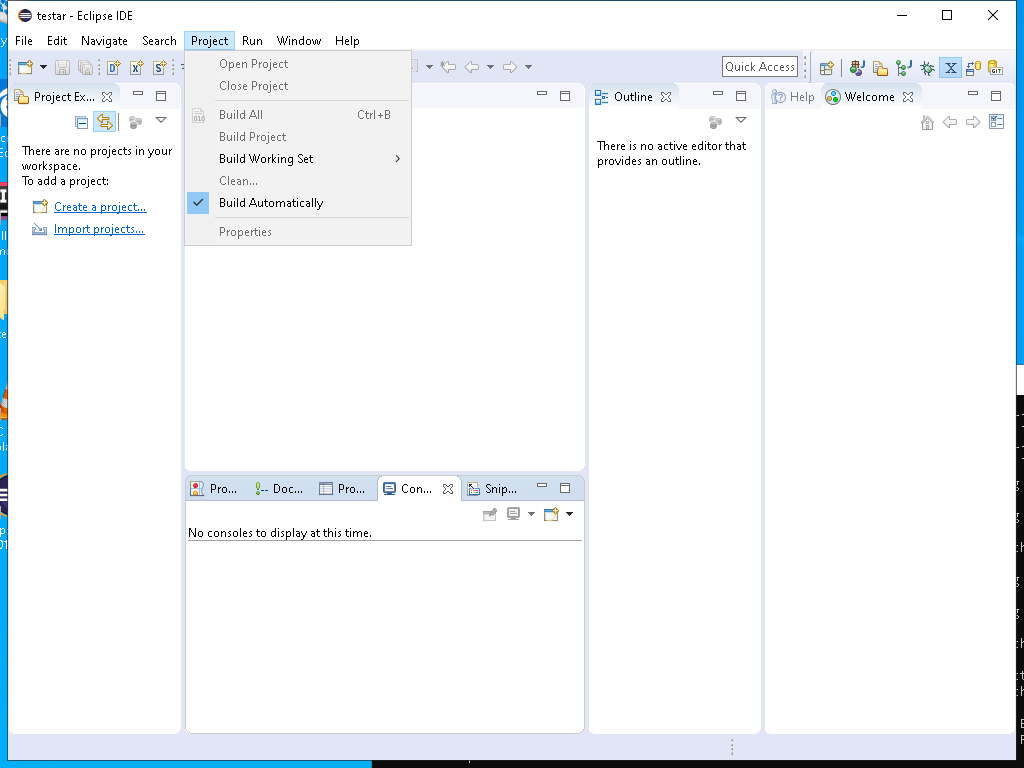 testar - Eclipse IDE
File Edit Navigate Search Project Run Window Help
Open Project
Close Project
Build All Ctrl+B
Build Project
Build Working Set
Clean...
Build Automatically
Properties
Quick Access
Project Ex...
There are no projects in your
workspace.
To add a project:
Create a project...
Import projects...
Outline
There is no active editor that
provides an outline.
Help Welcome
Pro... Doc... Pro... Con... Snip...
No consoles to display at this time.